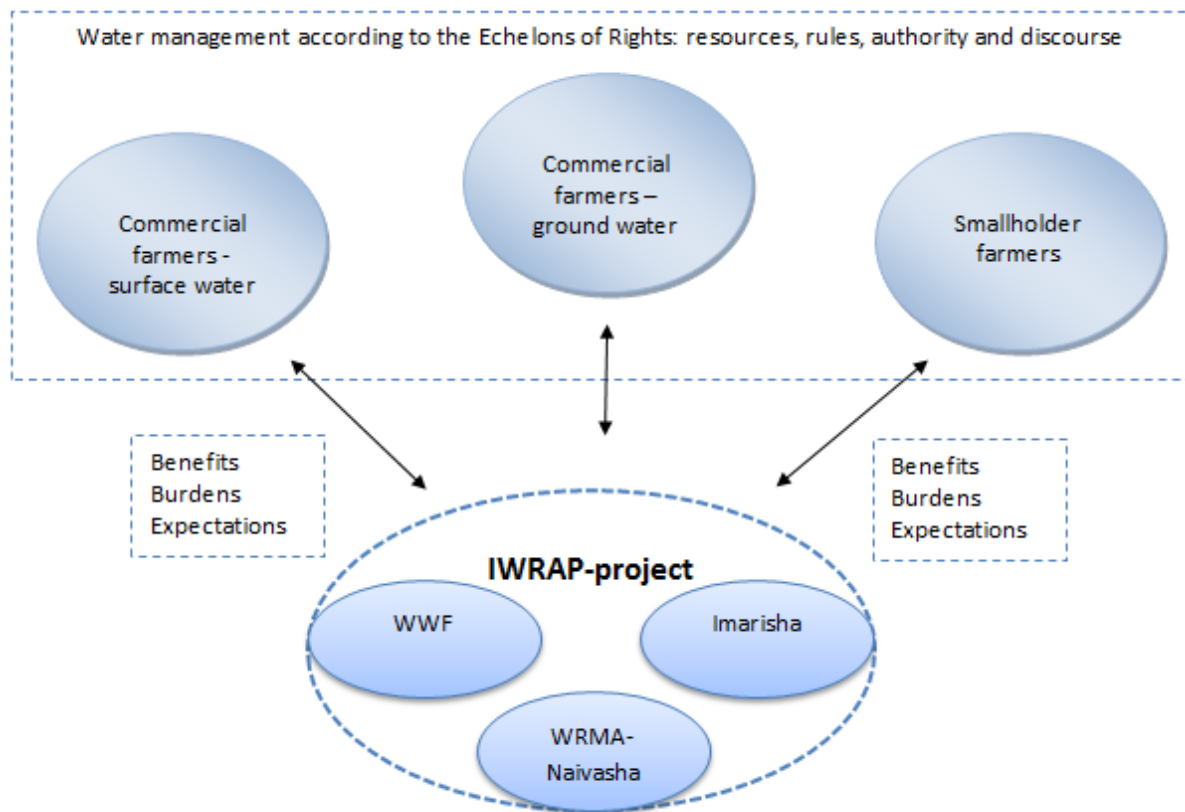 Water management according to the Echelons of Rights: resources, rules, authority and discourse
Commercial
farmers -
surface water
Commercial
farmers –
ground water
Smallholder
farmers
Benefits
Burdens
Expectations
Benefits
Burdens
Expectations
IWRAP-project
WWF
Imarisha
WRMA-
Naivasha